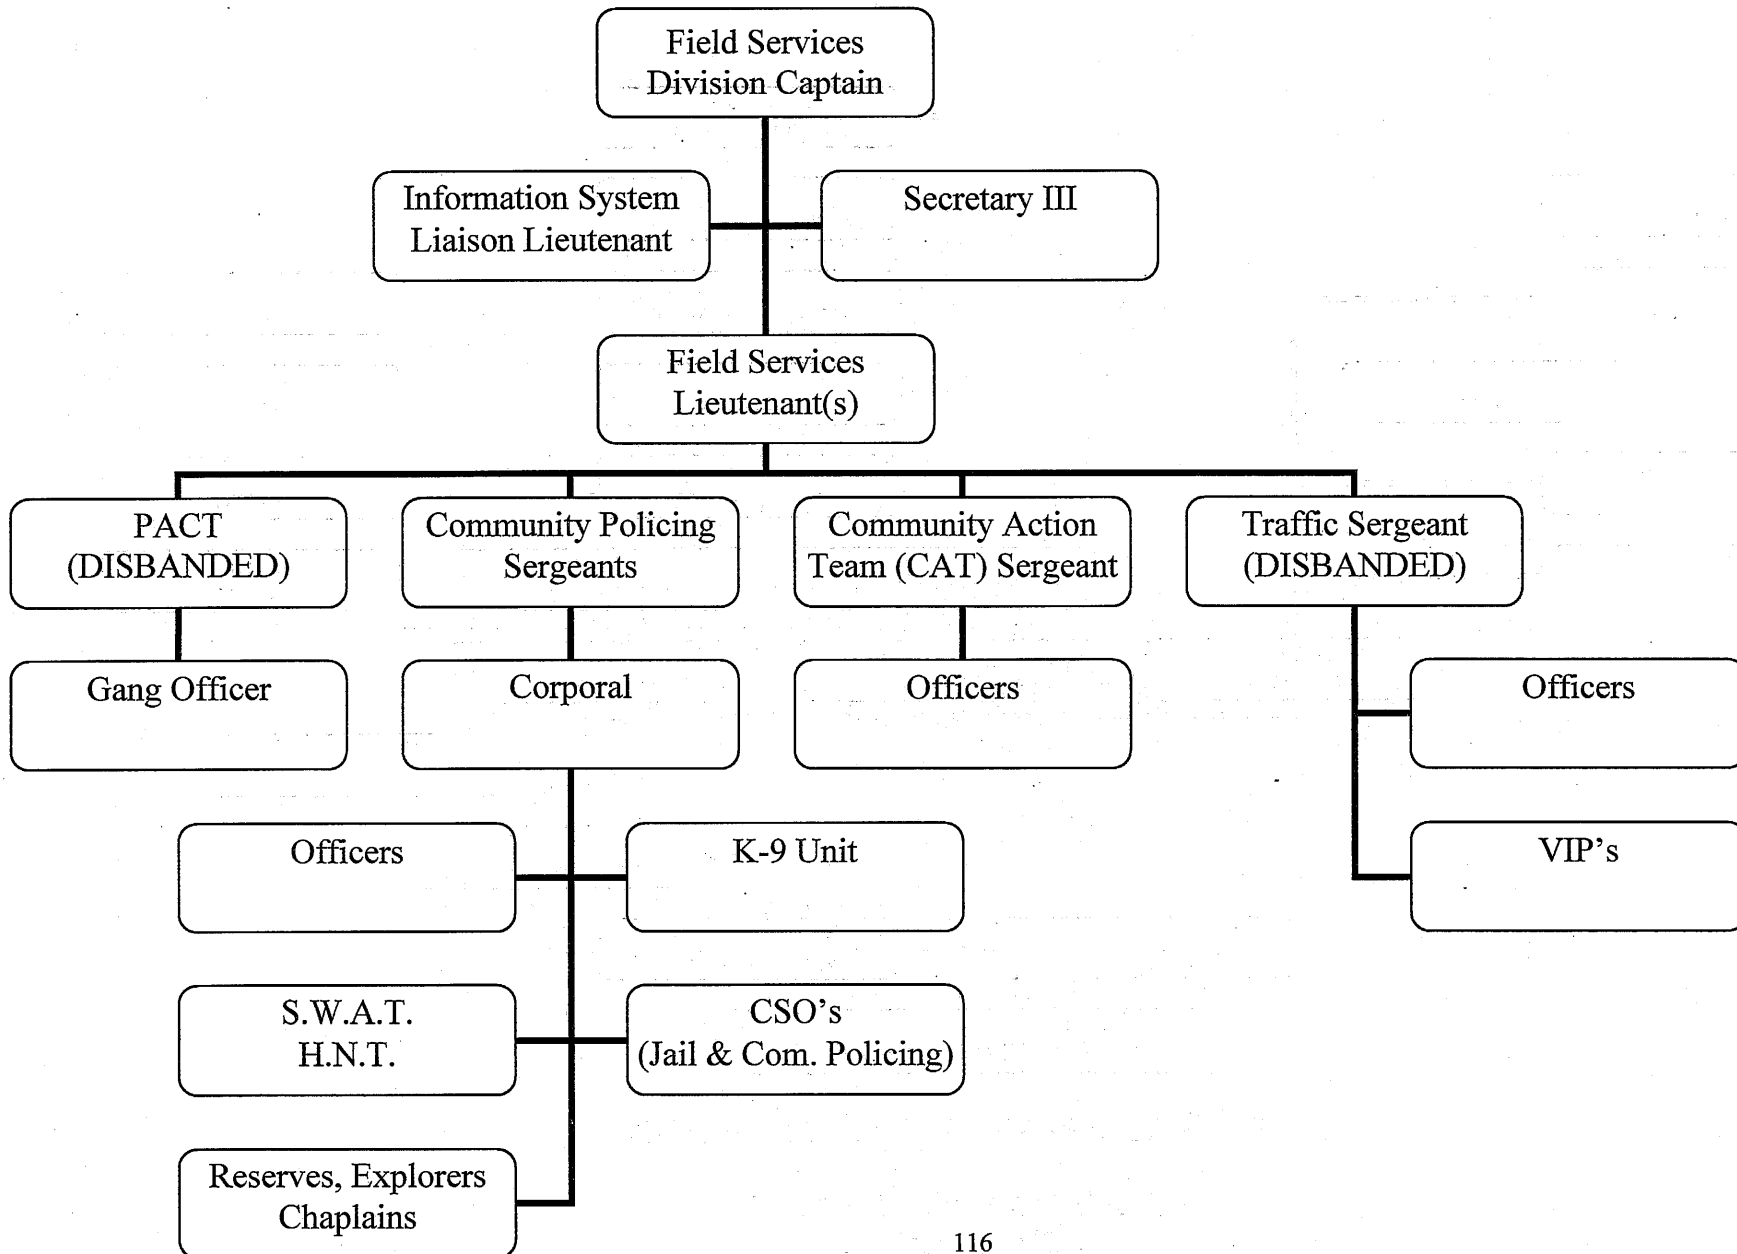 Field Services
Division Captain
Information System
Liaison Lieutenant
Secretary III
Field Services
Lieutenant(s)
PACT
(DISBANDED)
Community Policing
Sergeants
Community Action
Team (CAT) Sergeant
Traffic Sergeant
(DISBANDED)
Gang Officer
Corporal
Officers
Officers
Officers
K-9 Unit
VIP's
S.W.A.T.
H.N.T.
CSO's
(Jail & Com. Policing)
Reserves, Explorers
Chaplains
116